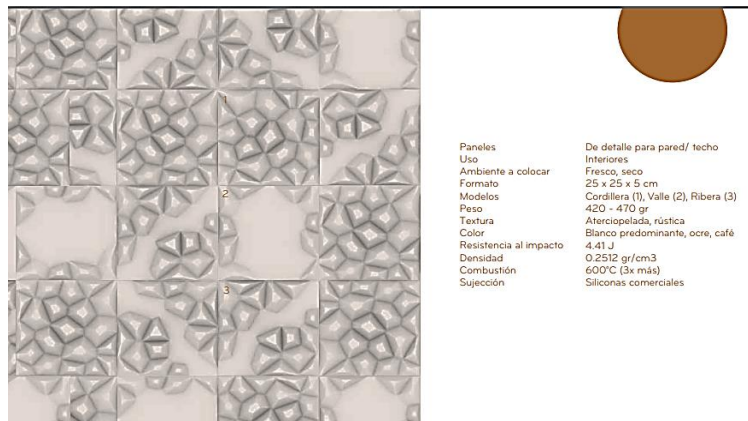 1
2
3
Paneles De detalle para pared/ techo
Uso Interiores
Ambiente a colocar Fresco, seco
Formato 25 x 25 x 5 cm
Modelos Cordillera (1), Valle (2), Ribera (3)
Peso 420 - 470 gr
Textura Aterciopelada, rústica
Color Blanco predominante, ocre, café
Resistencia al impacto 4.41 J
Densidad 0.2512 gr/cm3
Combustión 600°C (3x más)
Sujección Siliconas comerciales